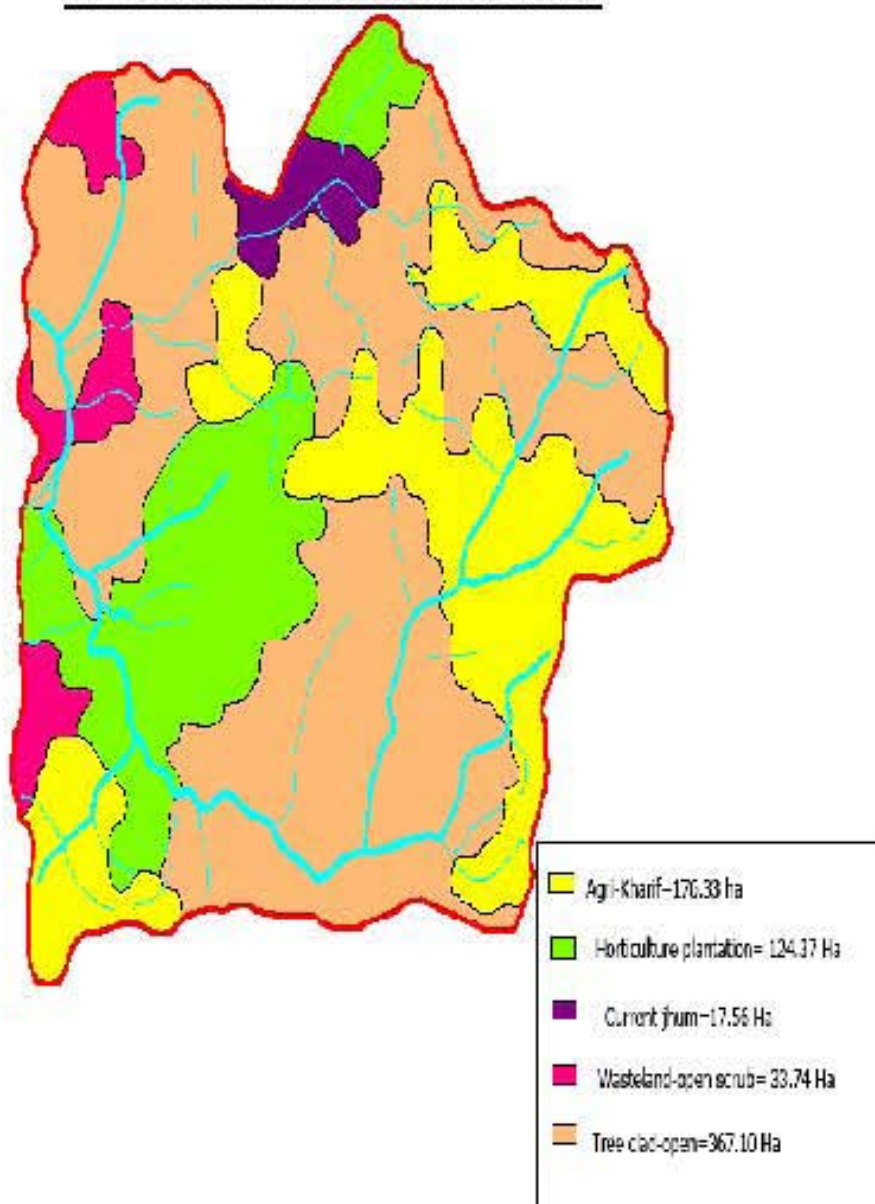 Agri-Kharif=176.33 ha
Horticulture plantation= 124.37 Ha
Current jhum=17.56 Ha
Wasteland-open scrub= 33.74 Ha
Tree clad-open=367.10 Ha